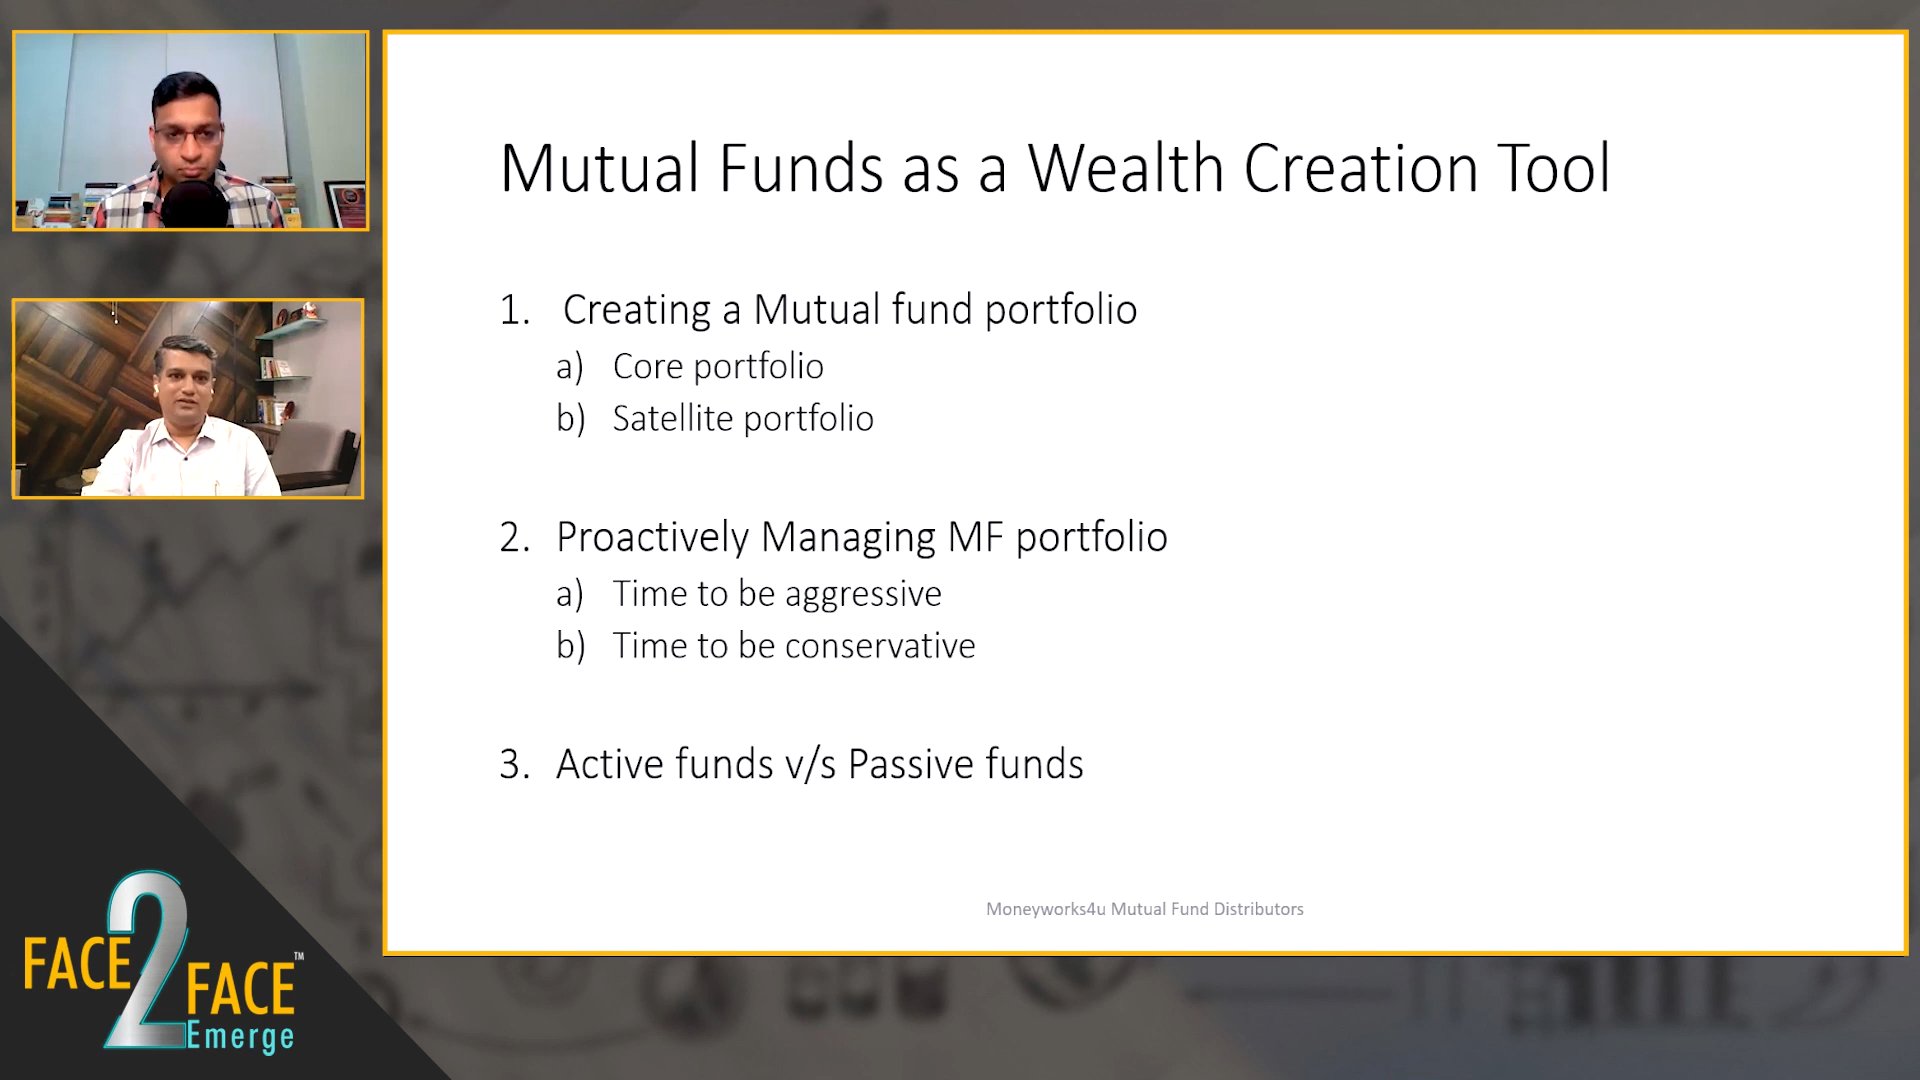 Mutual Funds as a Wealth Creation Tool
1. Creating a Mutual fund portfolio
a) Core portfolio
b) Satellite portfolio
2. Proactively Managing MF portfolio
a) Time to be aggressive
b) Time to be conservative
3. Active funds v/s Passive funds
Moneyworks4u Mutual Fund Distributors
FACE 2 FACE™
Emerge